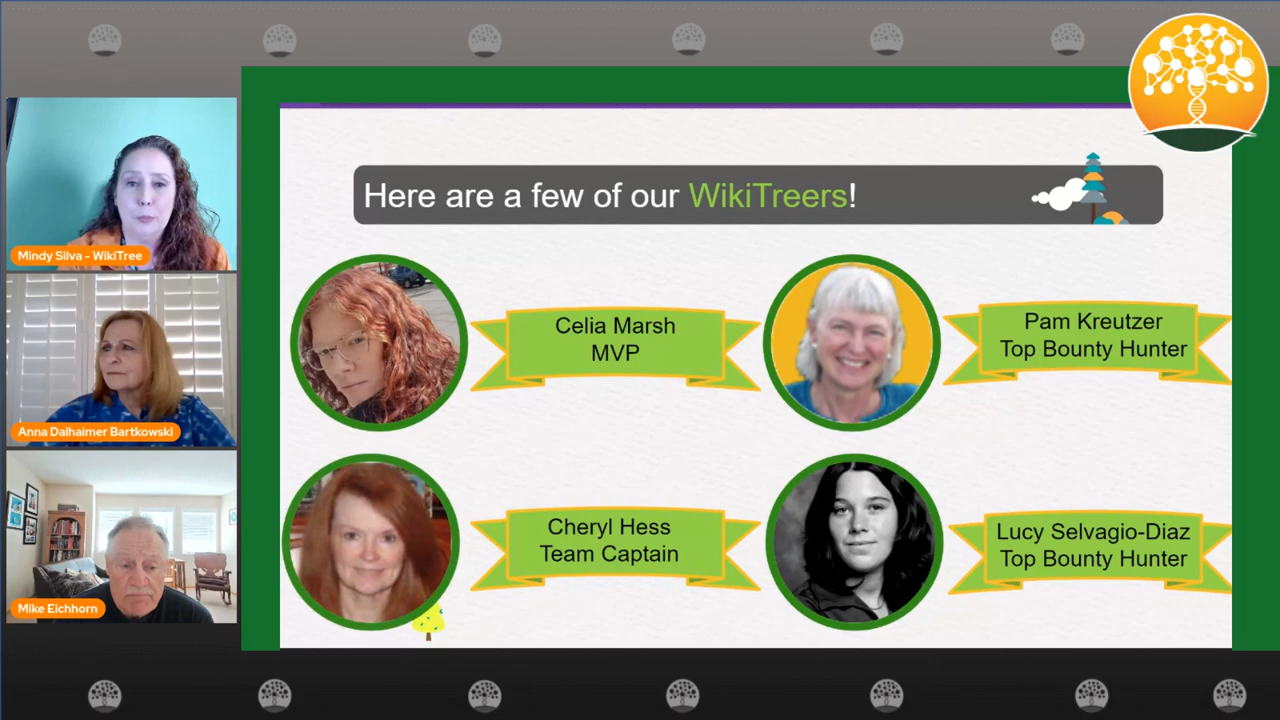 Here are a few of our WikiTreers!
Mindy Silva - WikiTree
Anna Dalhaimer Bartkowski
Mike Eichhorn
Celia Marsh
MVP
Pam Kreutzer
Top Bounty Hunter
Cheryl Hess
Team Captain
Lucy Selvagio-Diaz
Top Bounty Hunter